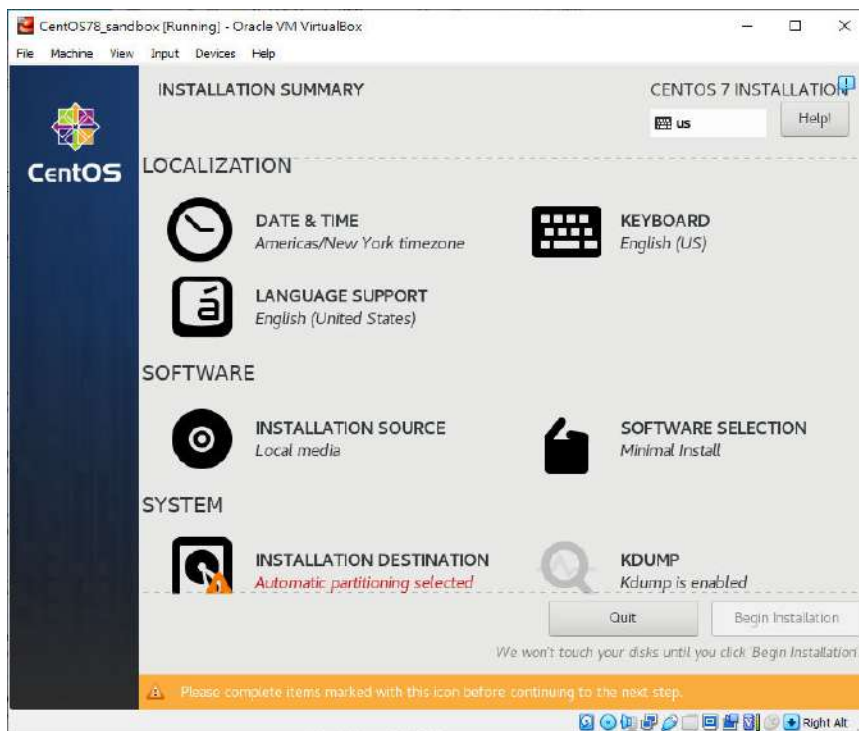 CentOS78_sandbox [Running] - Oracle VM VirtualBox
File Machine View Input Devices Help
INSTALLATION SUMMARY
CENTOS 7 INSTALLATION
us
Help!
CentOS
LOCALIZATION
DATE & TIME
Americas/New York timezone
KEYBOARD
English (US)
á
LANGUAGE SUPPORT
English (United States)
SOFTWARE
INSTALLATION SOURCE
Local media
SOFTWARE SELECTION
Minimal Install
SYSTEM
INSTALLATION DESTINATION
Automatic partitioning selected
KDUMP
Kdump is enabled
Quit
Begin Installation
We won't touch your disks until you click 'Begin Installation'
Please complete items marked with this icon before continuing to the next step.
Right Alt